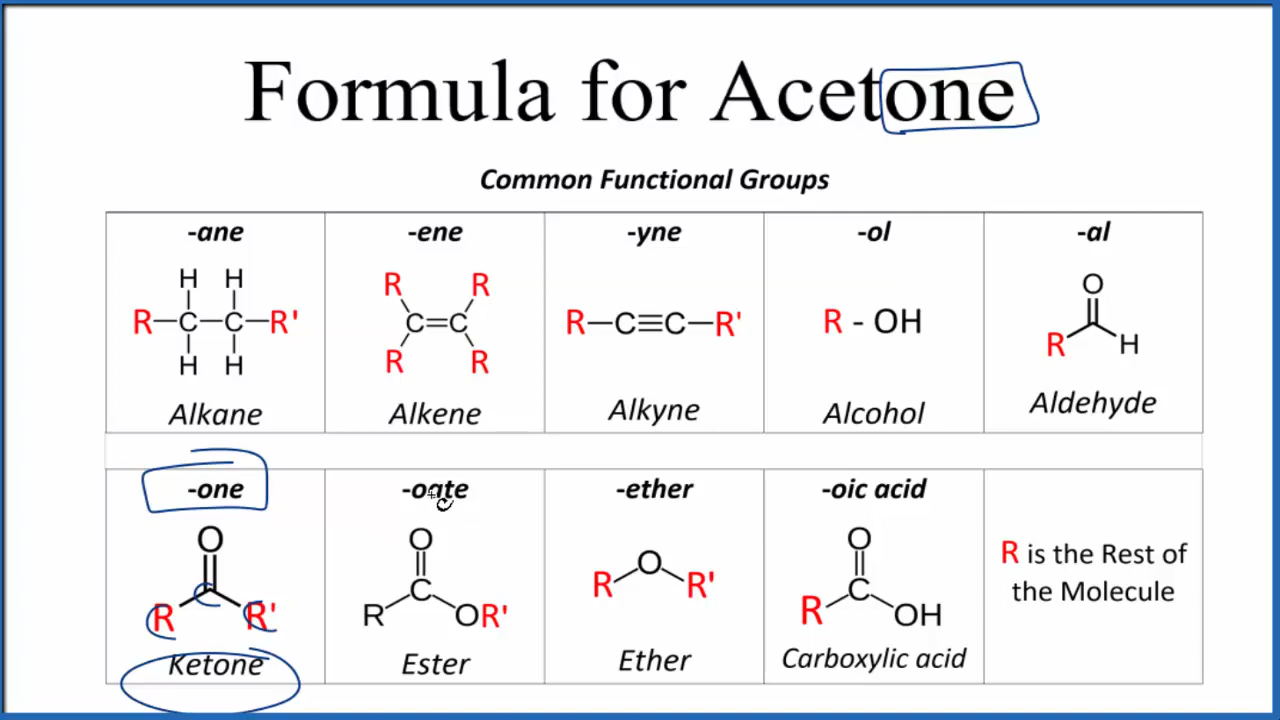 Formula for Acetone
Common Functional Groups
-ane
H H
R—C—C—R'
H H
Alkane
-ene
R R
C=C
R R
Alkene
-yne
R—C≡C—R'
Alkyne
-ol
R - OH
Alcohol
-al
O
R H
Aldehyde
-one
O
R R'
Ketone
-oate
O
C
R OR'
Ester
-ether
O
R R'
Ether
-oic acid
O
C
R OH
Carboxylic acid
R is the Rest of
the Molecule